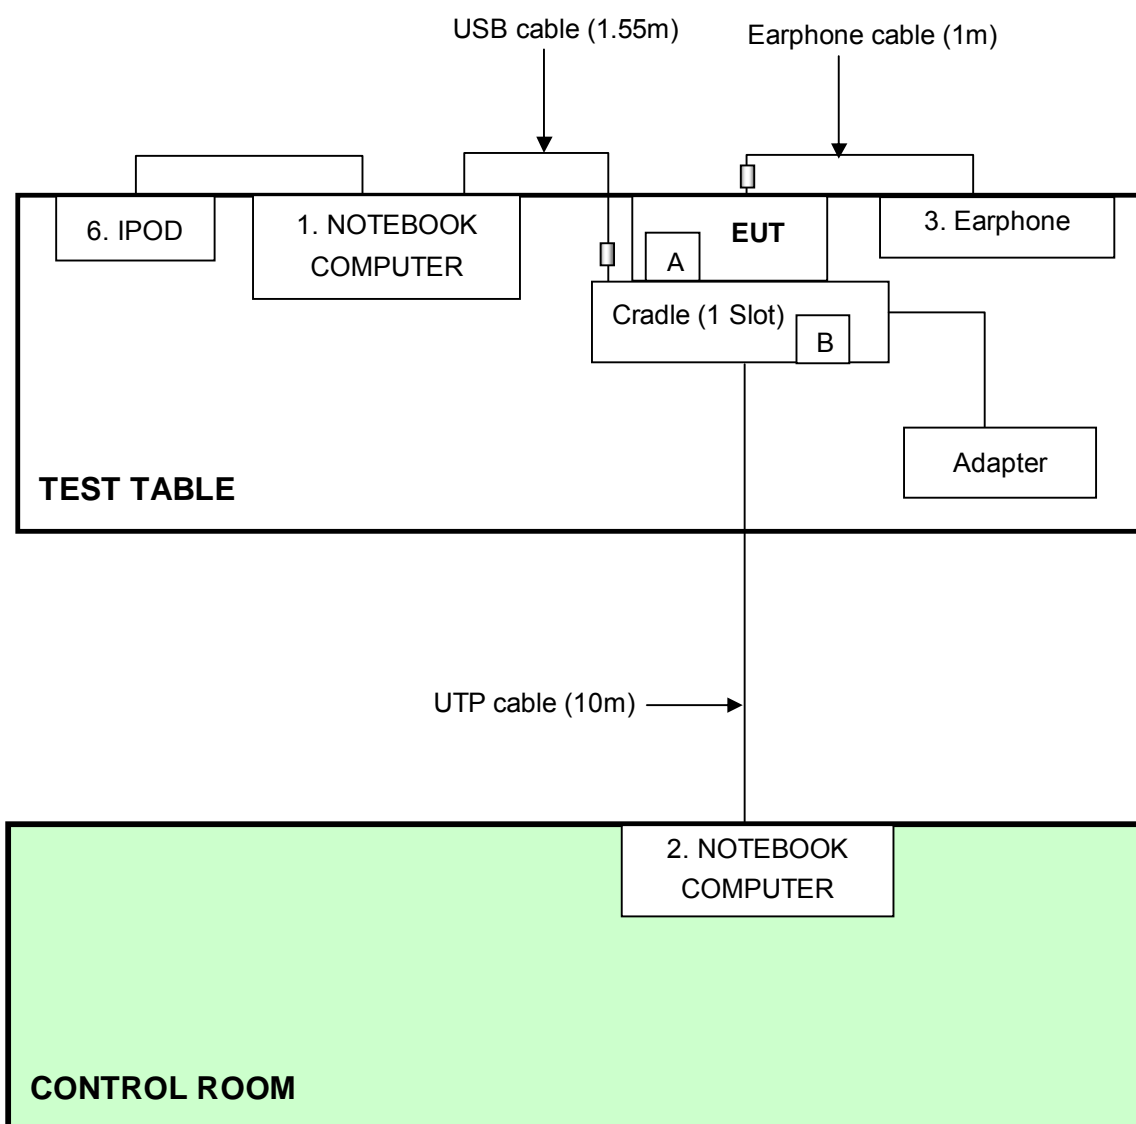 USB cable (1.55m)
Earphone cable (1m)
6. IPOD
1. NOTEBOOK
COMPUTER
EUT
A
3. Earphone
Cradle (1 Slot)
B
Adapter
TEST TABLE
UTP cable (10m)
2. NOTEBOOK
COMPUTER
CONTROL ROOM